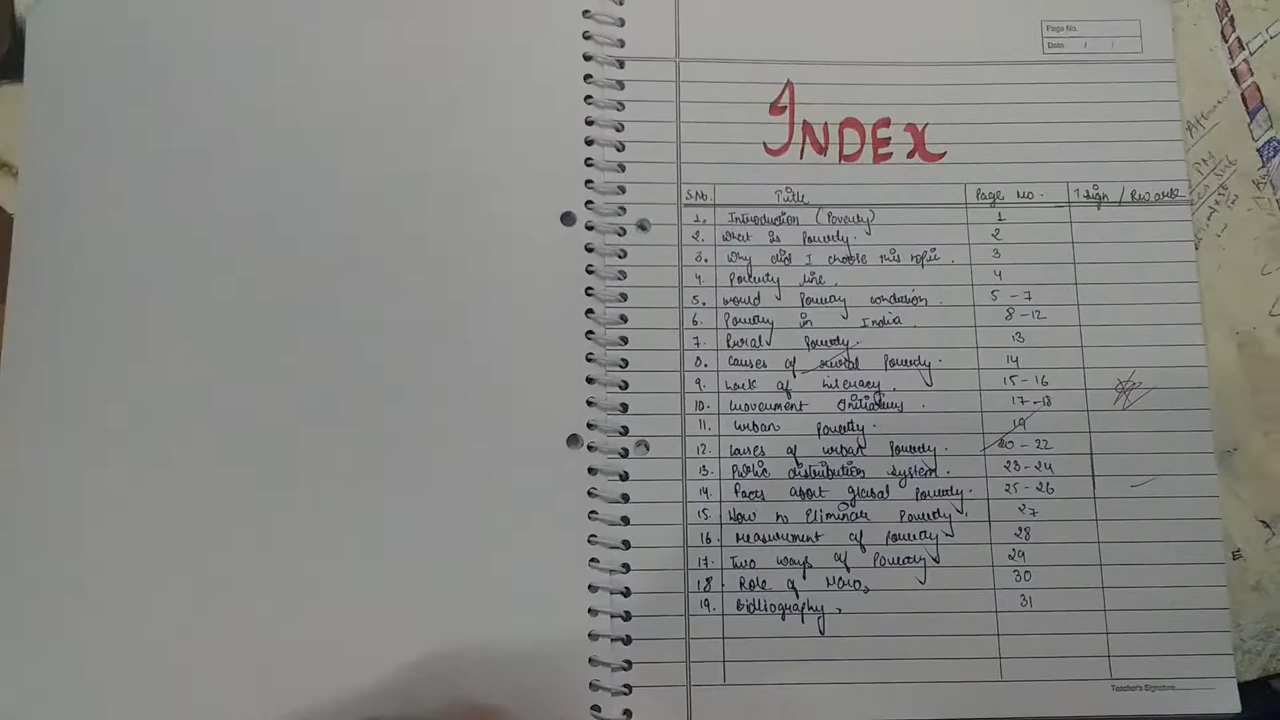 Page No.
Date / /
INDEX
S.No. Title Page No. T.Sign / Remark
1. Introduction (Poverty) 1
2. What is Poverty. 2
3. Why did I choose this topic. 3
4. Poverty line. 4
5. World Poverty condition. 5-7
6. Poverty in India. 8-12
7. Rural Poverty. 13
8. Causes of rural Poverty. 14
9. Lack of Literacy. 15-16
10. 17-18
11. Urban Poverty. 19
12. Causes of urban Poverty. 20-22
13. Public distribution system. 23-24
14. Facts about global Poverty. 25-26
15. How to Eliminate Poverty. 27
16. Measurement of Poverty 28
17. Two ways of Poverty 29
18. Role of 30
19. Bibliography. 31
Teacher's Signature